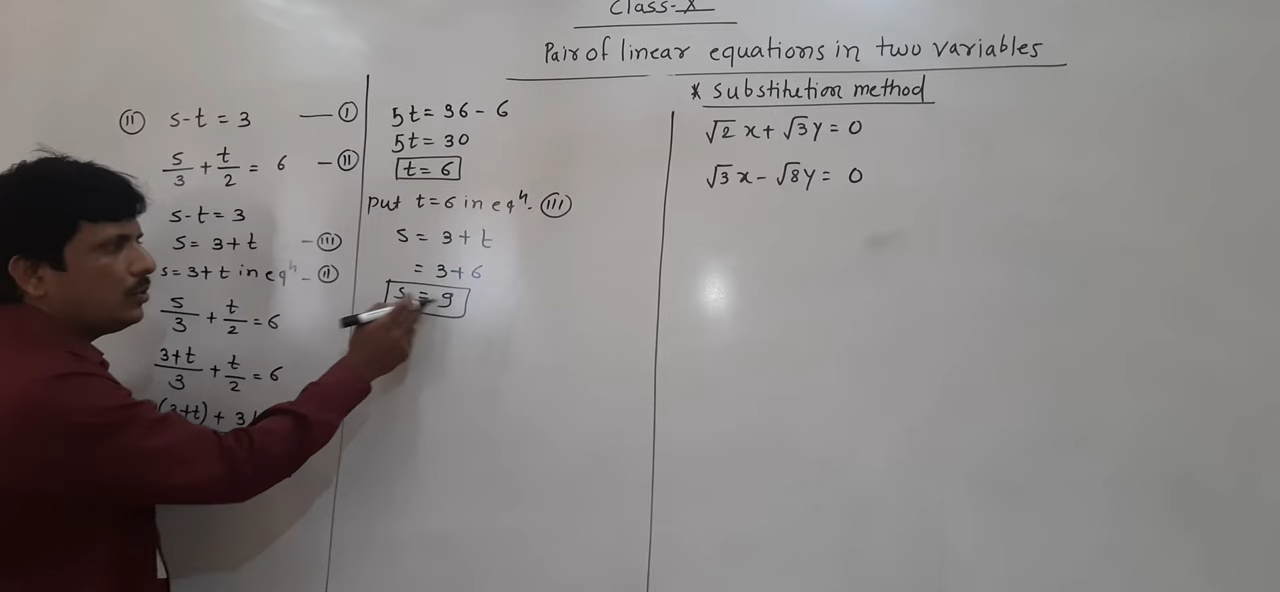 Class-X
Pair of linear equations in two variables
* Substitution method
(II) s-t = 3 — (I)
s/3 + t/2 = 6 — (II)
s-t = 3
s = 3+t — (III)
s = 3+t in eqn - (II)
s/3 + t/2 = 6
3+t/3 + t/2 = 6
5t = 36 - 6
5t = 30
t = 6
put t = 6 in eqn. (III)
s = 3 + t
= 3+6
s = 9
√2 x + √3 y = 0
√3 x - √8 y = 0